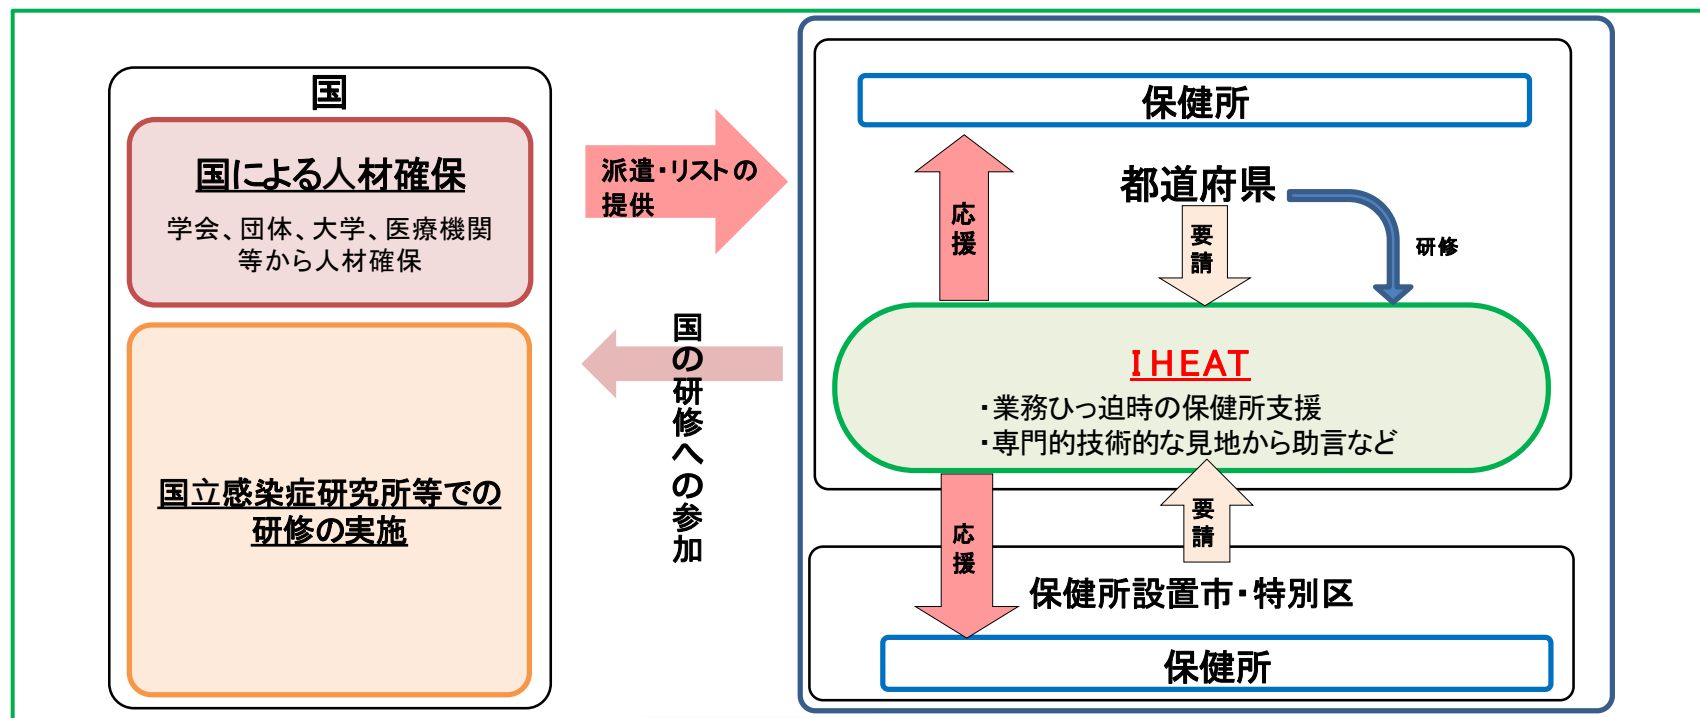 国
国による人材確保
学会、団体、大学、医療機関
等から人材確保
国立感染症研究所等での
研修の実施
派遣・リストの
提供
国の研修への参加
保健所
都道府県
応援
要請
研修
IHEAT
・業務ひっ迫時の保健所支援
・専門的技術的な見地から助言など
応援
要請
保健所設置市・特別区
保健所